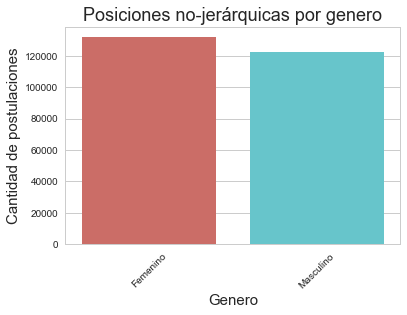 Posiciones no-jerárquicas por genero
Cantidad de postulaciones
120000
100000
80000
60000
40000
20000
0
Femenino
Masculino
Genero